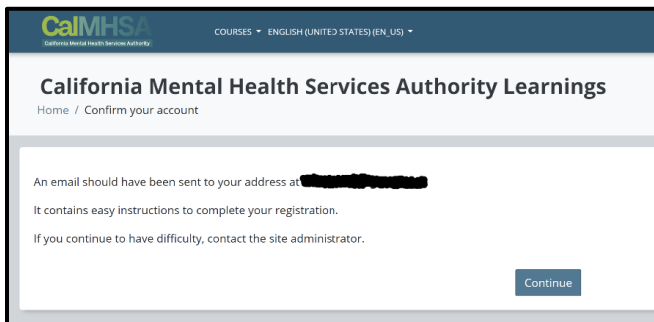 CalMHSA
California Mental Health Services Authority
COURSES ENGLISH (UNITED STATES) (EN_US)
California Mental Health Services Authority Learnings
Home / Confirm your account
An email should have been sent to your address at
It contains easy instructions to complete your registration.
If you continue to have difficulty, contact the site administrator.
Continue